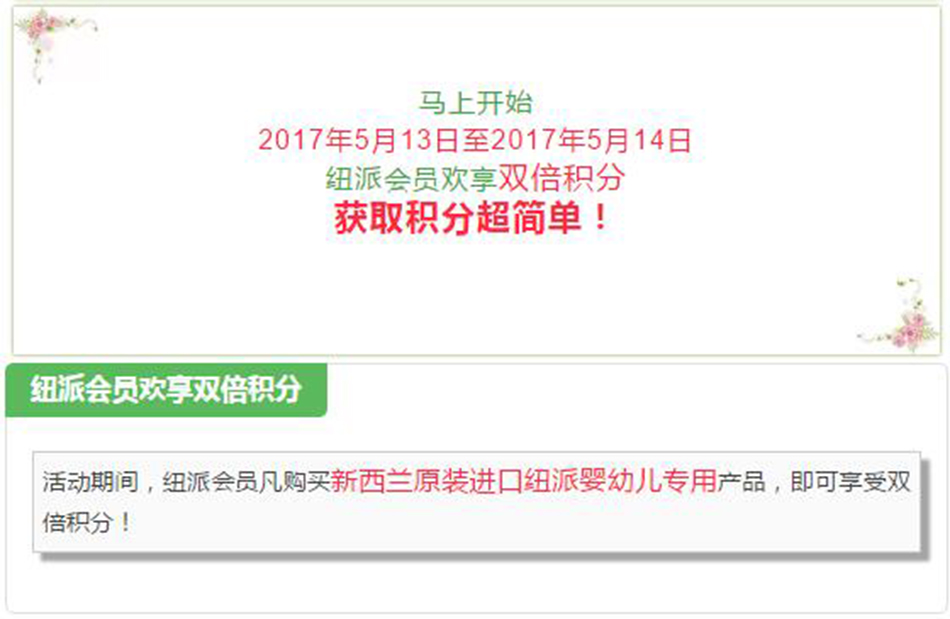 马上开始
2017年5月13日至2017年5月14日
纽派会员欢享双倍积分
获取积分超简单！
纽派会员欢享双倍积分
活动期间，纽派会员凡购买新西兰原装进口纽派婴幼儿专用产品，即可享受双
倍积分！